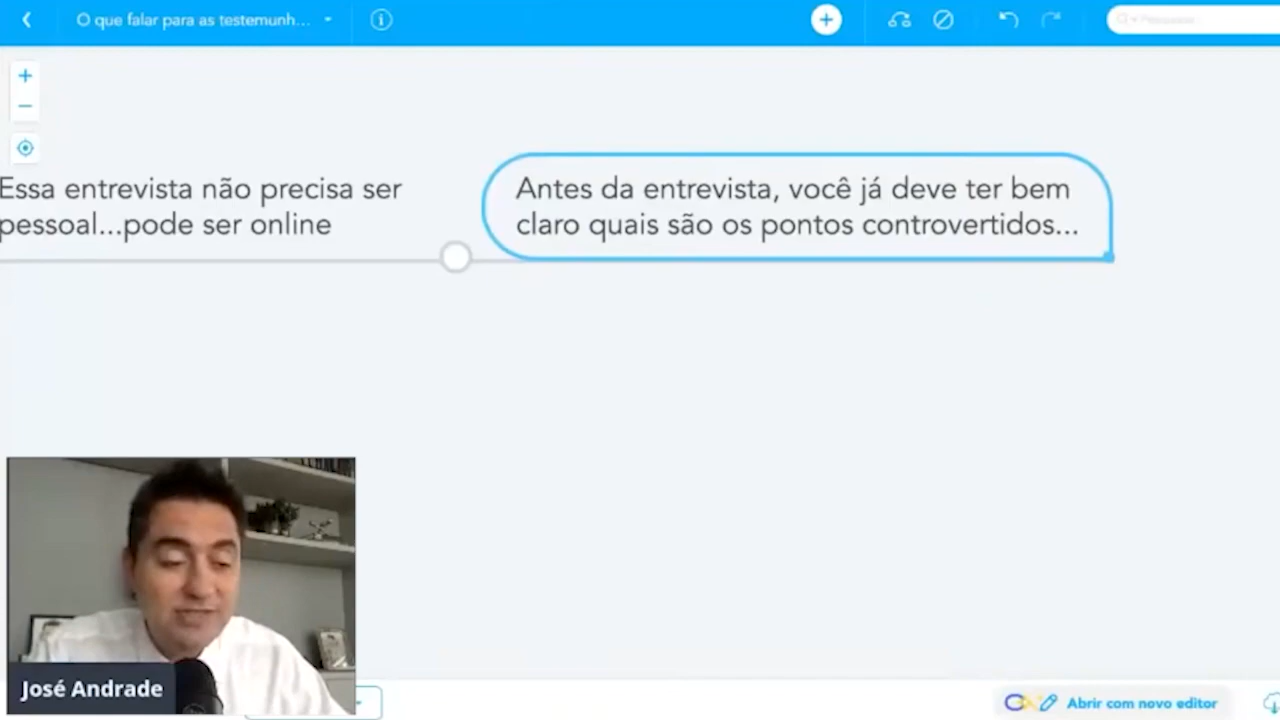 O que falar para as testemunh...
Essa entrevista não precisa ser
pessoal...pode ser online
Antes da entrevista, você já deve ter bem
claro quais são os pontos controvertidos...
José Andrade
Abrir com novo editor